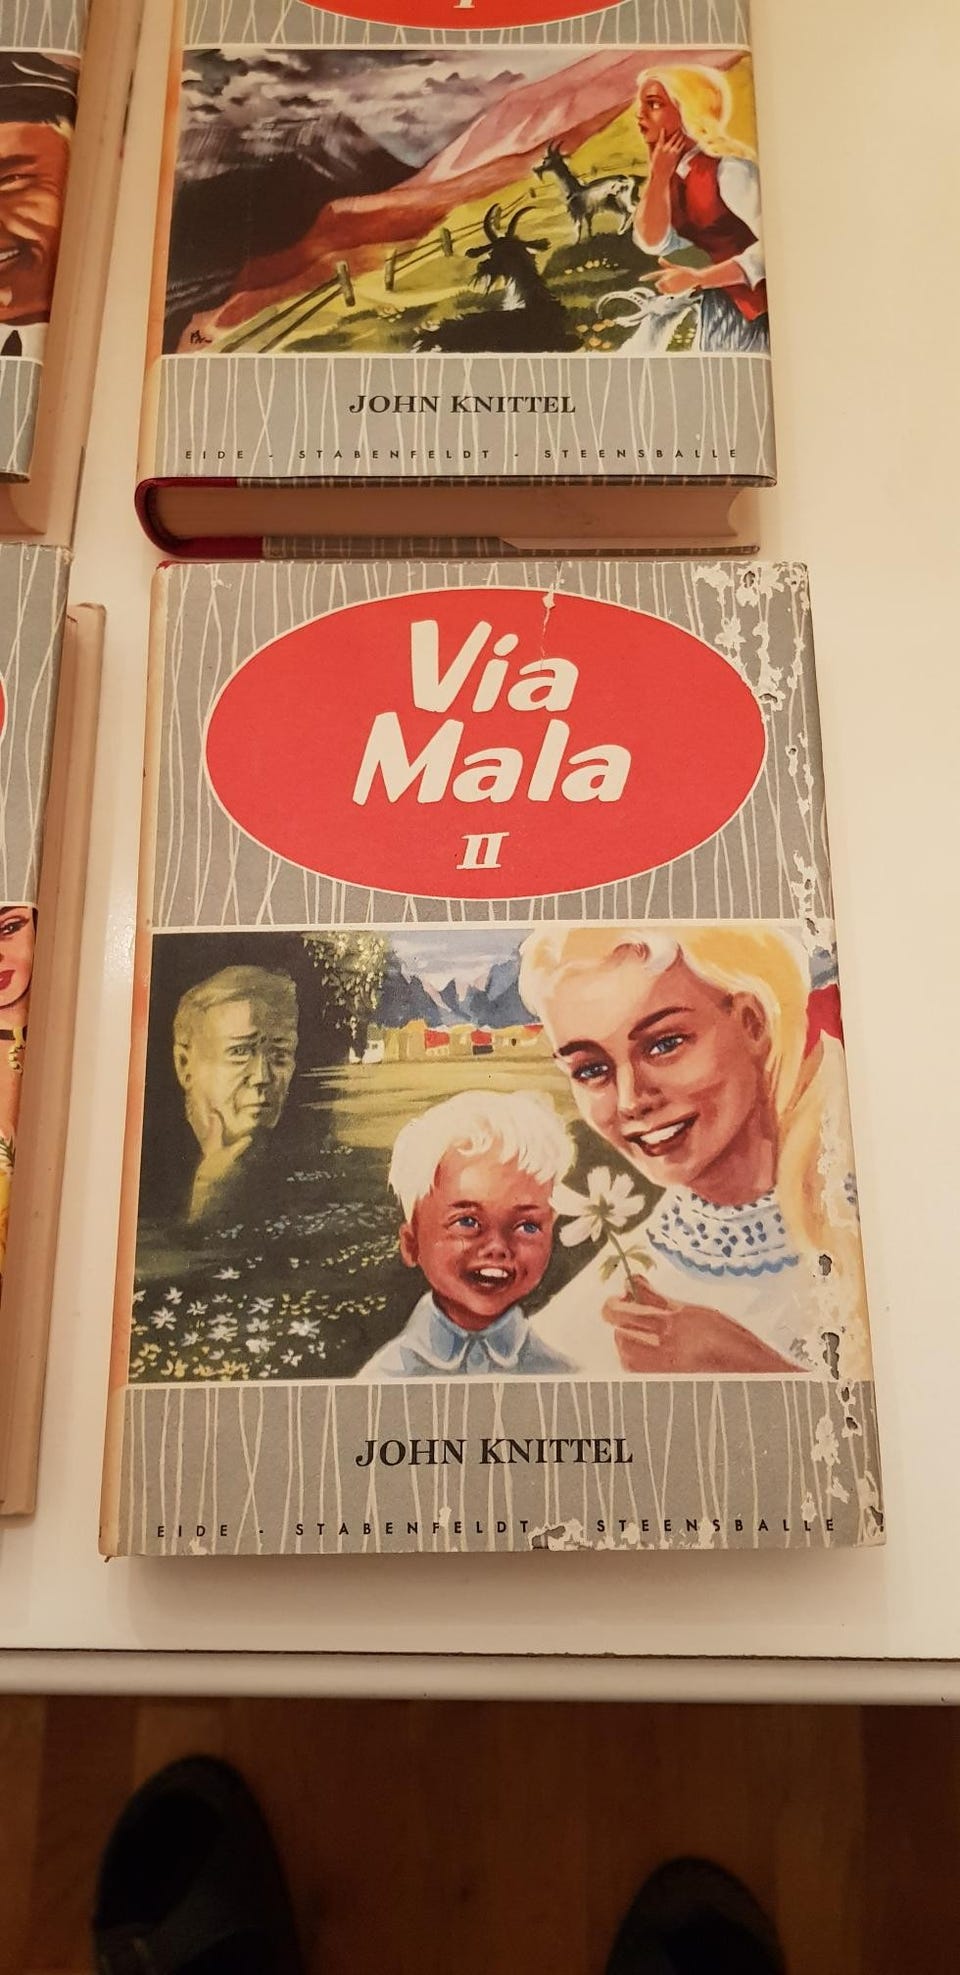 I
JOHN KNITTEL
EIDE - STABENFELDT - STEENSBALLE
Via
Mala
II
JOHN KNITTEL
EIDE - STABENFELDT - STEENSBALLE